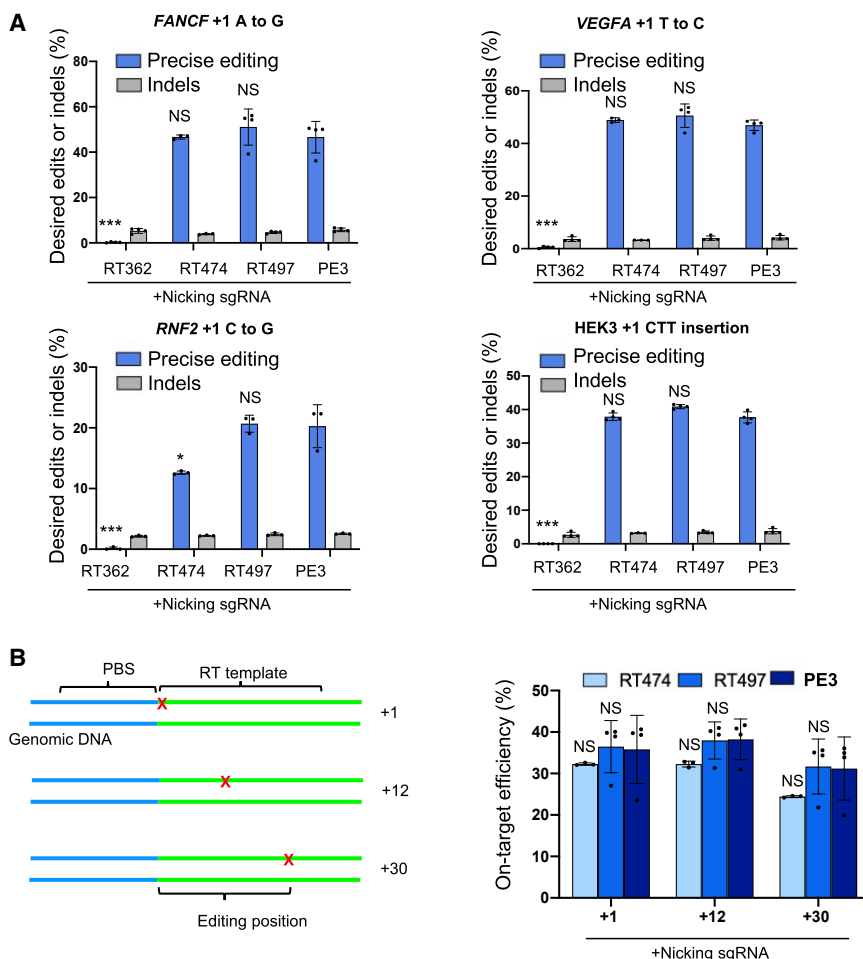 A
FANCF +1 A to G
Desired edits or indels (%)
80
60
40
20
0
Precise editing
Indels
***
NS
NS
RT362 RT474 RT497 PE3
+Nicking sgRNA
VEGFA +1 T to C
Desired edits or indels (%)
60
40
20
0
Precise editing
Indels
***
NS
NS
RT362 RT474 RT497 PE3
+Nicking sgRNA
RNF2 +1 C to G
Desired edits or indels (%)
30
20
10
0
Precise editing
Indels
***
*
NS
RT362 RT474 RT497 PE3
+Nicking sgRNA
HEK3 +1 CTT insertion
Desired edits or indels (%)
50
40
30
20
10
0
Precise editing
Indels
***
NS
NS
RT362 RT474 RT497 PE3
+Nicking sgRNA
B
PBS RT template
X
+1
Genomic DNA
X
+12
X
+30
Editing position
RT474 RT497 PE3
On-target efficiency (%)
50
40
30
20
10
0
NS NS
NS NS
NS NS
+1 +12 +30
+Nicking sgRNA